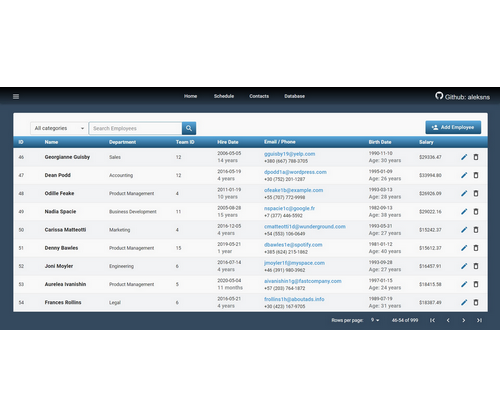 Home Schedule Contacts Database Github: aleksns
All categories Search Employees Add Employee
ID Name Department Team ID Hire Date Email / Phone Birth Date Salary
46 Georgianne Guisby Sales 12 2006-05-05 gguisby19@yelp.com 1990-11-10 $29336.47
14 years +380 (667) 788-3705 Age: 30 years
47 Dean Podd Accounting 12 2016-05-19 dpodd1a@wordpress.com 1995-01-09 $33994.80
4 years +30 (752) 201-1287 Age: 26 years
48 Odille Feake Product Management 4 2011-01-19 ofeake1b@example.com 1993-03-13 $26926.09
10 years +55 (707) 772-9998 Age: 28 years
49 Nadia Spacie Business Development 11 2005-08-28 nspacie1c@google.fr 1982-09-13 $29022.16
15 years +7 (377) 446-5592 Age: 38 years
50 Carissa Matteotti Marketing 4 2016-12-05 cmatteotti1d@wunderground.com 1993-05-31 $15242.37
4 years +54 (553) 106-0649 Age: 27 years
51 Denny Bawles Product Management 15 2019-05-21 dbawles1e@spotify.com 1981-01-12 $15612.37
1 year +385 (624) 215-1862 Age: 40 years
52 Joni Moyler Engineering 6 2016-07-14 jmoyler1f@myspace.com 1993-09-28 $16457.91
4 years +46 (391) 980-3962 Age: 27 years
53 Aurelea Ivanishin Product Management 5 2020-05-04 aivanishin1g@fastcompany.com 1997-01-15 $18415.58
11 months +57 (203) 764-1872 Age: 24 years
54 Frances Rollins Legal 6 2016-05-21 frollins1h@aboutads.info 1989-07-19 $18387.49
4 years +30 (423) 167-9705 Age: 31 years
Rows per page: 9 46-54 of 999